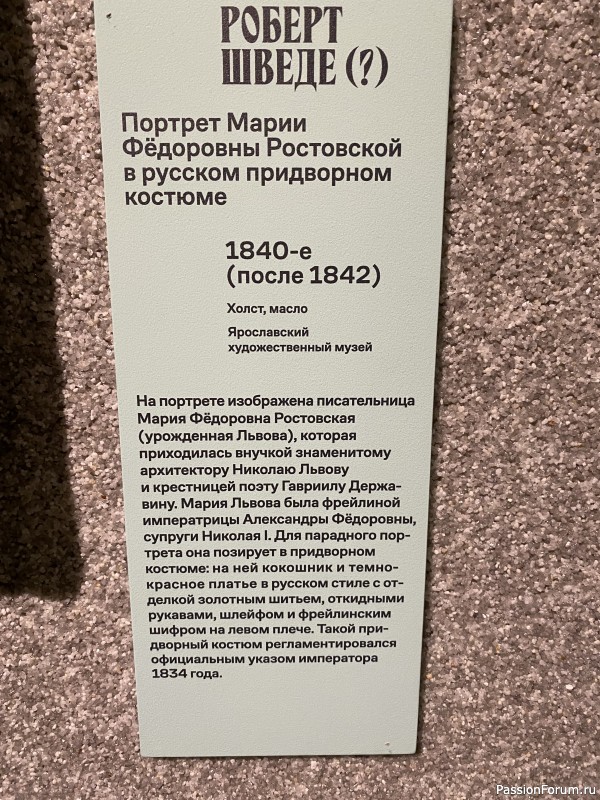 РОБЕРТ
ШВЕДЕ (?)
Портрет Марии
Фёдоровны Ростовской
в русском придворном
костюме
1840-е
(после 1842)
Холст, масло
Ярославский
художественный музей
На портрете изображена писательница
Мария Фёдоровна Ростовская
(урожденная Львова), которая
приходилась внучкой знаменитому
архитектору Николаю Львову
и крестницей поэту Гавриилу Держа-
вину. Мария Львова была фрейлиной
императрицы Александры Фёдоровны,
супруги Николая I. Для парадного пор-
трета она позирует в придворном
костюме: на ней кокошник и темно-
красное платье в русском стиле с от-
делкой золотным шитьем, откидными
рукавами, шлейфом и фрейлинским
шифром на левом плече. Такой при-
дворный костюм регламентировался
официальным указом императора
1834 года.
PassionForum.ru